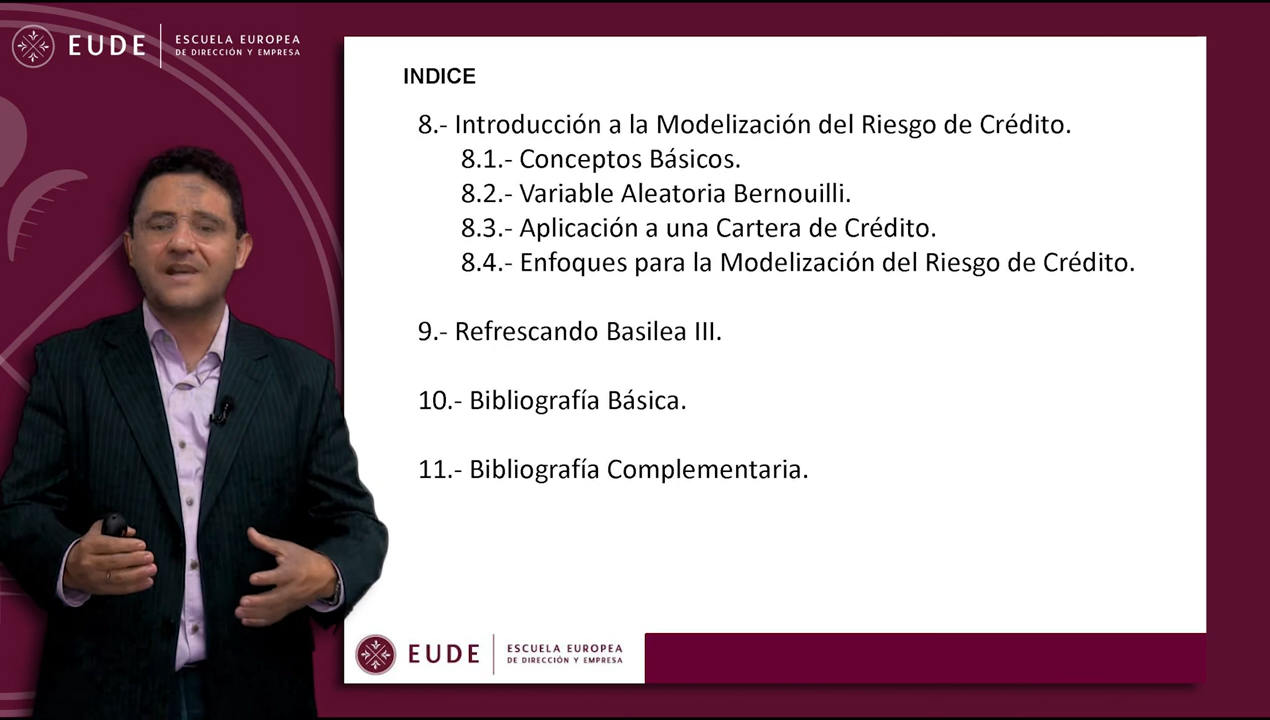 EUDE
ESCUELA EUROPEA
DE DIRECCIÓN Y EMPRESA
INDICE
8.- Introducción a la Modelización del Riesgo de Crédito.
8.1.- Conceptos Básicos.
8.2.- Variable Aleatoria Bernouilli.
8.3.- Aplicación a una Cartera de Crédito.
8.4.- Enfoques para la Modelización del Riesgo de Crédito.
9.- Refrescando Basilea III.
10.- Bibliografía Básica.
11.- Bibliografía Complementaria.
EUDE
ESCUELA EUROPEA
DE DIRECCIÓN Y EMPRESA